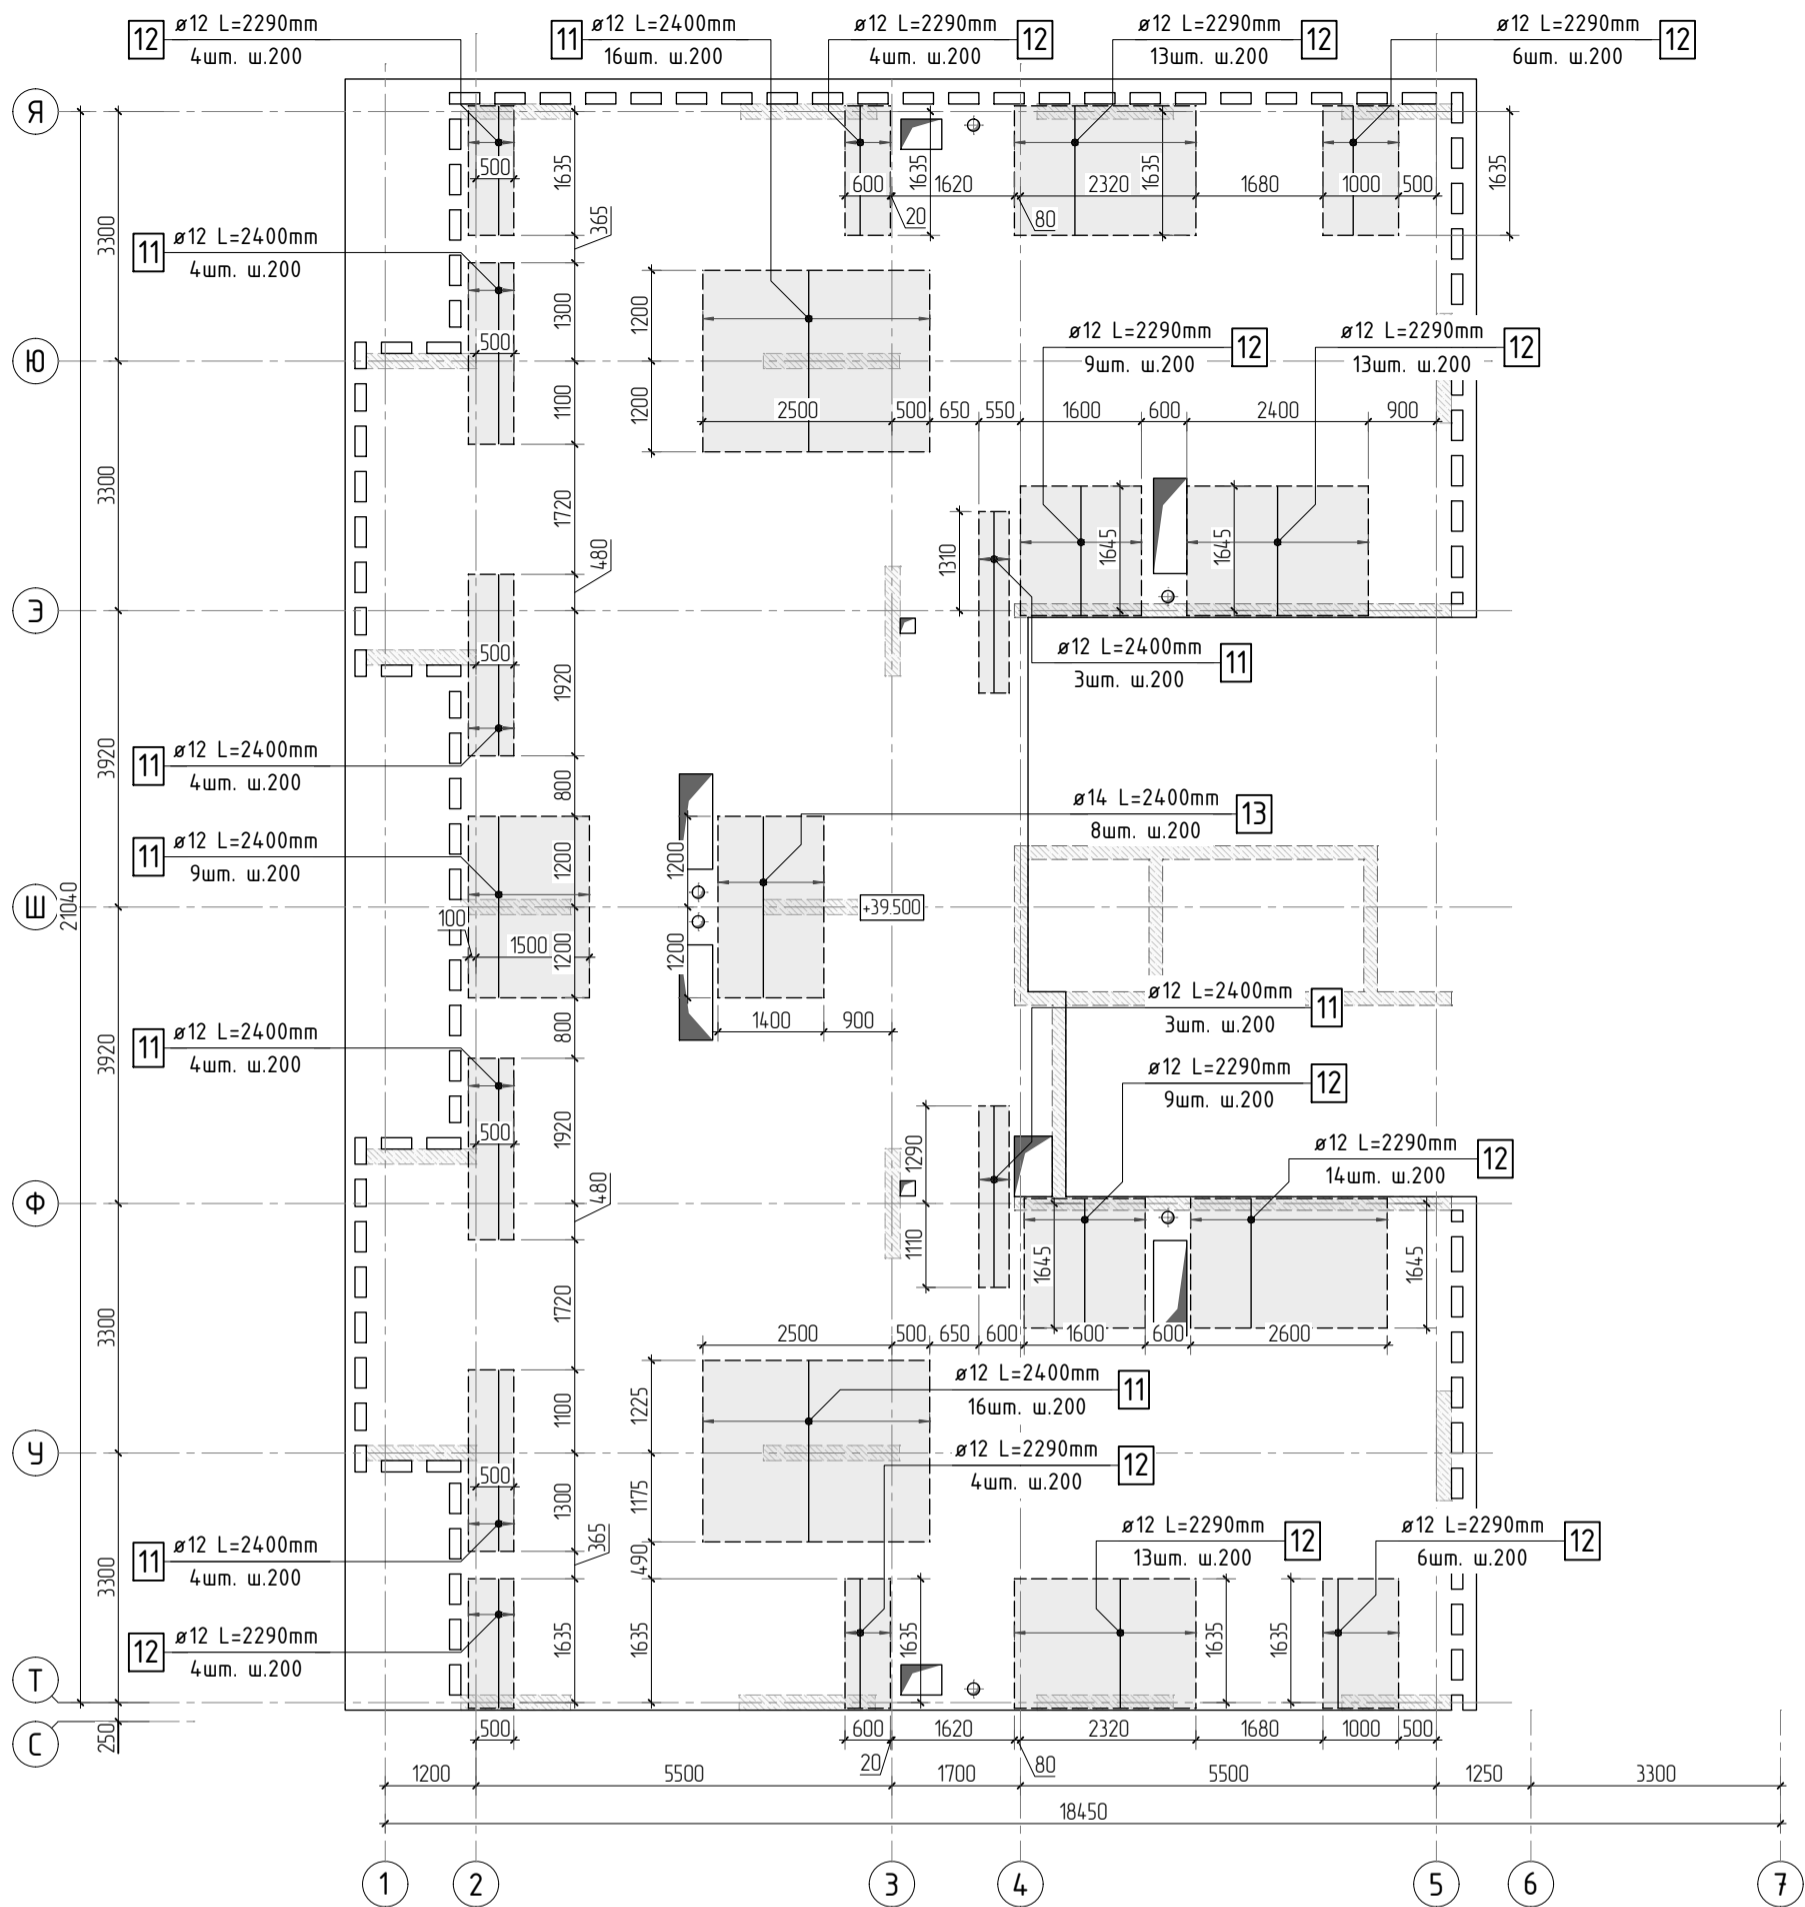 12 ø12 L=2290mm
4шт. ш.200
11 ø12 L=2400mm
16шт. ш.200
ø12 L=2290mm 12
4шт. ш.200
ø12 L=2290mm 12
13шт. ш.200
ø12 L=2290mm 12
6шт. ш.200
Я
500
1635
600
1635
1620
2320
1635
1680
1000
500
1635
20
80
365
3300
11 ø12 L=2400mm
4шт. ш.200
1300
1200
500
Ю
ø12 L=2290mm 12
9шт. ш.200
ø12 L=2290mm 12
13шт. ш.200
1100
1200
2500
500
650
550
1600
600
2400
900
3300
1720
480
1310
1645
1645
Э
500
1920
ø12 L=2400mm 11
3шт. ш.200
3920
11 ø12 L=2400mm
4шт. ш.200
800
ø14 L=2400mm 13
8шт. ш.200
11 ø12 L=2400mm
9шт. ш.200
1200
1200
21040
Ш
+39.500
100
1500
1200
1200
ø12 L=2400mm 11
3шт. ш.200
1400
900
800
3920
11 ø12 L=2400mm
4шт. ш.200
ø12 L=2290mm 12
9шт. ш.200
500
1920
1290
ø12 L=2290mm 12
14шт. ш.200
480
Ф
1110
1645
1645
1720
3300
2500
500
650
600
1600
600
2600
ø12 L=2400mm 11
16шт. ш.200
1100
1225
У
ø12 L=2290mm 12
4шт. ш.200
500
1300
1175
365
490
ø12 L=2290mm 12
13шт. ш.200
ø12 L=2290mm 12
6шт. ш.200
11 ø12 L=2400mm
4шт. ш.200
3300
12 ø12 L=2290mm
4шт. ш.200
1635
1635
1635
1635
1635
Т
С
250
500
600
1620
2320
1680
1000
500
20
80
1200
5500
1700
5500
1250
3300
18450
1
2
3
4
5
6
7